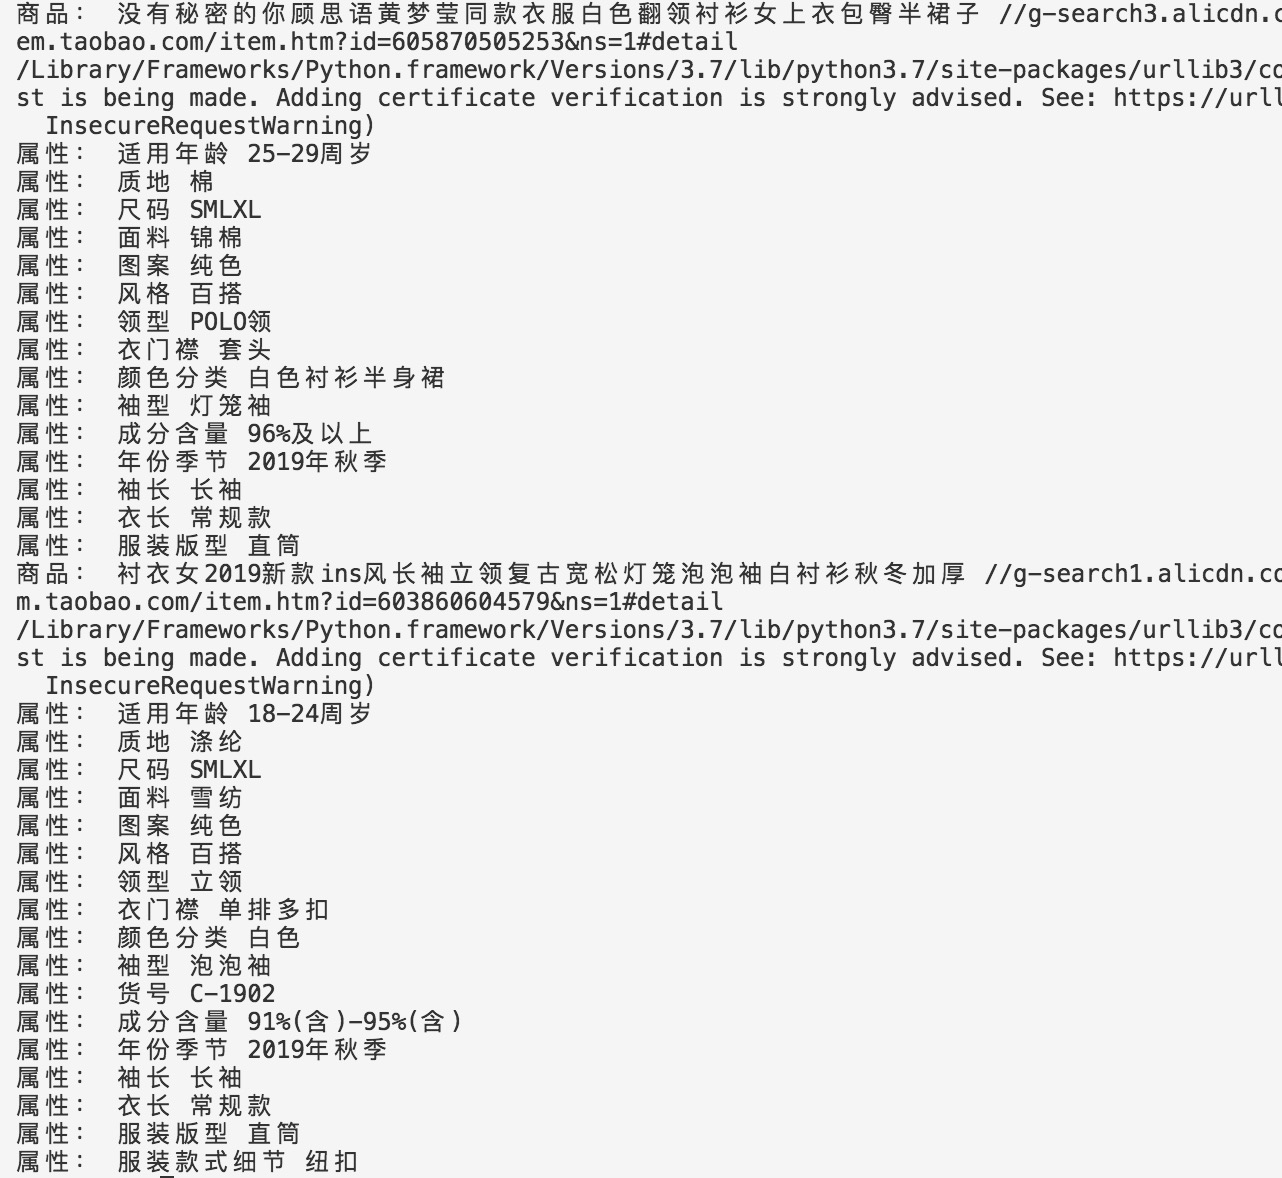 商品： 没有秘密的你顾思语黄梦莹同款衣服白色翻领衬衫女上衣包臀半裙子 //g-search3.alicdn.c
em.taobao.com/item.htm?id=605870505253&ns=1#detail
/Library/Frameworks/Python.framework/Versions/3.7/lib/python3.7/site-packages/urllib3/co
st is being made. Adding certificate verification is strongly advised. See: https://urll
InsecureRequestWarning)
属性： 适用年龄 25-29周岁
属性： 质地 棉
属性： 尺码 SMLXL
属性： 面料 锦棉
属性： 图案 纯色
属性： 风格 百搭
属性： 领型 POLO领
属性： 衣门襟 套头
属性： 颜色分类 白色衬衫半身裙
属性： 袖型 灯笼袖
属性： 成分含量 96%及以上
属性： 年份季节 2019年秋季
属性： 袖长 长袖
属性： 衣长 常规款
属性： 服装版型 直筒
商品： 衬衣女2019新款ins风长袖立领复古宽松灯笼泡泡袖白衬衫秋冬加厚 //g-search1.alicdn.co
m.taobao.com/item.htm?id=603860604579&ns=1#detail
/Library/Frameworks/Python.framework/Versions/3.7/lib/python3.7/site-packages/urllib3/co
st is being made. Adding certificate verification is strongly advised. See: https://urll
InsecureRequestWarning)
属性： 适用年龄 18-24周岁
属性： 质地 涤纶
属性： 尺码 SMLXL
属性： 面料 雪纺
属性： 图案 纯色
属性： 风格 百搭
属性： 领型 立领
属性： 衣门襟 单排多扣
属性： 颜色分类 白色
属性： 袖型 泡泡袖
属性： 货号 C-1902
属性： 成分含量 91%(含)-95%(含)
属性： 年份季节 2019年秋季
属性： 袖长 长袖
属性： 衣长 常规款
属性： 服装版型 直筒
属性： 服装款式细节 纽扣